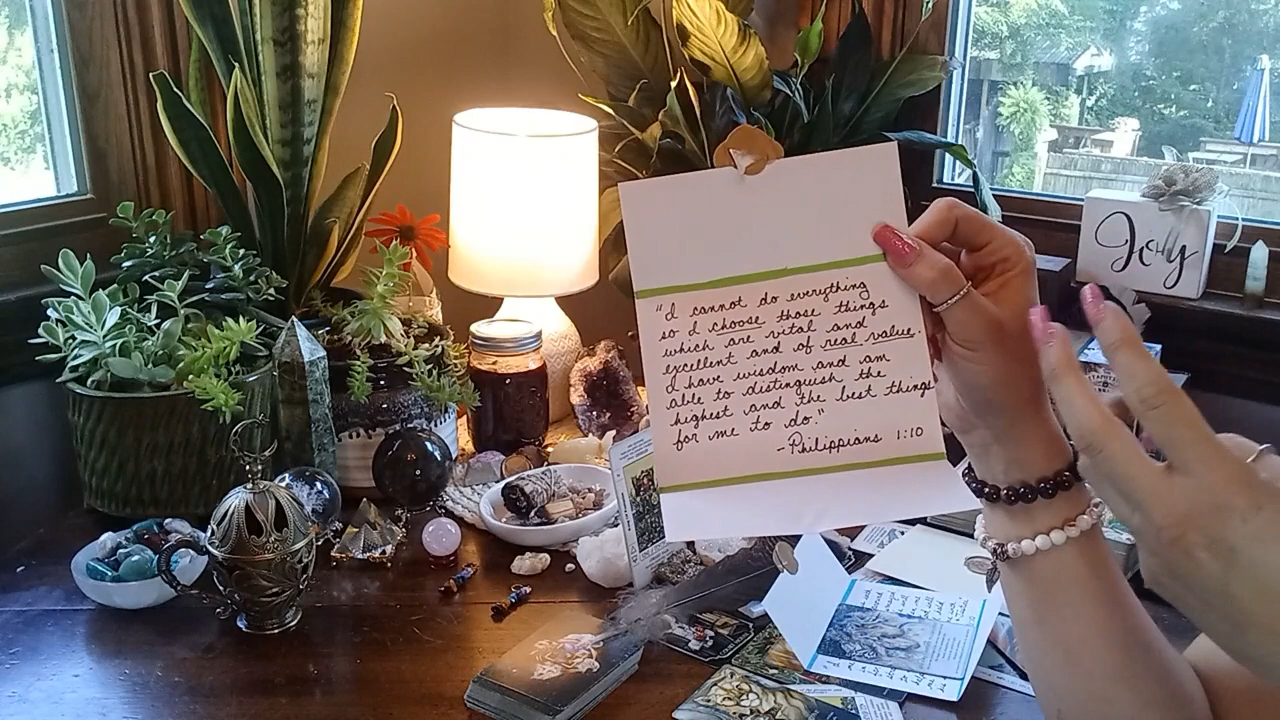 "I cannot do everything
so I choose those things
which are vital and
excellent and of real value.
I have wisdom and am
able to distinguish the
highest and the best things
for me to do."
-Philippians 1:10
Joy